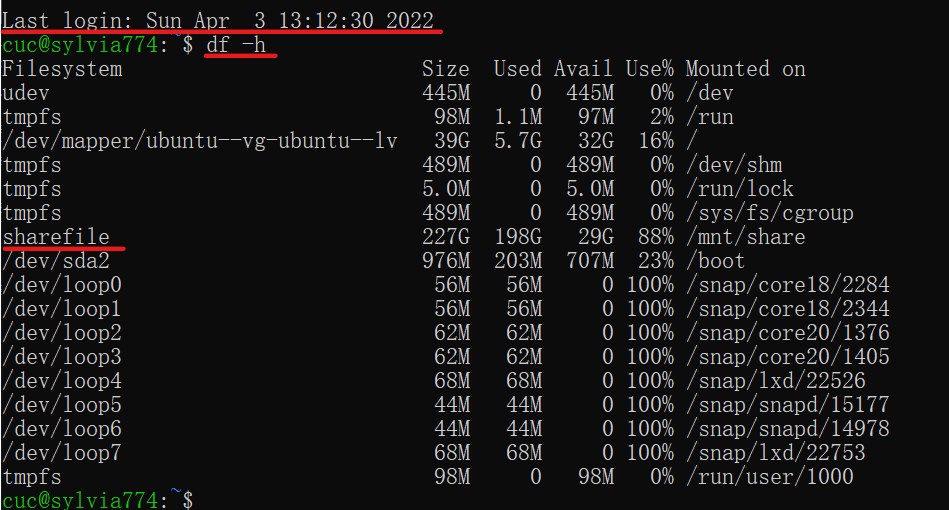 Last login: Sun Apr  3 13:12:30 2022
cuc@sylvia774:~$ df -h
Filesystem                         Size  Used Avail Use% Mounted on
udev                               445M     0  445M   0% /dev
tmpfs                               98M  1.1M   97M   2% /run
/dev/mapper/ubuntu--vg-ubuntu--lv   39G  5.7G   32G  16% /
tmpfs                              489M     0  489M   0% /dev/shm
tmpfs                              5.0M     0  5.0M   0% /run/lock
tmpfs                              489M     0  489M   0% /sys/fs/cgroup
sharefile                          227G  198G   29G  88% /mnt/share
/dev/sda2                          976M  203M  707M  23% /boot
/dev/loop0                          56M   56M     0 100% /snap/core18/2284
/dev/loop1                          56M   56M     0 100% /snap/core18/2344
/dev/loop2                          62M   62M     0 100% /snap/core20/1376
/dev/loop3                          62M   62M     0 100% /snap/core20/1405
/dev/loop4                          68M   68M     0 100% /snap/lxd/22526
/dev/loop5                          44M   44M     0 100% /snap/snapd/15177
/dev/loop6                          44M   44M     0 100% /snap/snapd/14978
/dev/loop7                          68M   68M     0 100% /snap/lxd/22753
tmpfs                               98M     0   98M   0% /run/user/1000
cuc@sylvia774:~$